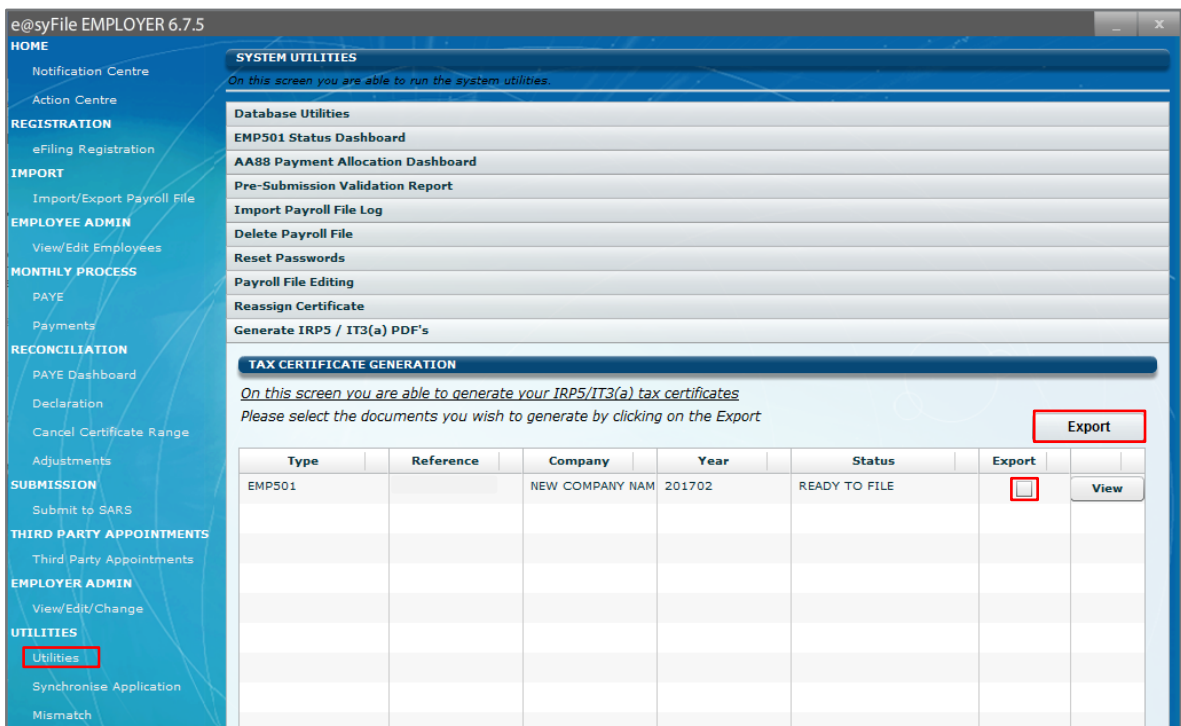 e@syFile EMPLOYER 6.7.5
_ x
HOME
Notification Centre
Action Centre
REGISTRATION
eFiling Registration
IMPORT
Import/Export Payroll File
EMPLOYEE ADMIN
View/Edit Employees
MONTHLY PROCESS
PAYE
Payments
RECONCILIATION
PAYE Dashboard
Declaration
Cancel Certificate Range
Adjustments
SUBMISSION
Submit to SARS
THIRD PARTY APPOINTMENTS
Third Party Appointments
EMPLOYER ADMIN
View/Edit/Change
UTILITIES
Utilities
Synchronise Application
Mismatch
SYSTEM UTILITIES
On this screen you are able to run the system utilities.
Database Utilities
EMP501 Status Dashboard
AA88 Payment Allocation Dashboard
Pre-Submission Validation Report
Import Payroll File Log
Delete Payroll File
Reset Passwords
Payroll File Editing
Reassign Certificate
Generate IRP5 / IT3(a) PDF's
TAX CERTIFICATE GENERATION
On this screen you are able to generate your IRP5/IT3(a) tax certificates
Please select the documents you wish to generate by clicking on the Export
Export
Type Reference Company Year Status Export
EMP501 NEW COMPANY NAM 201702 READY TO FILE View